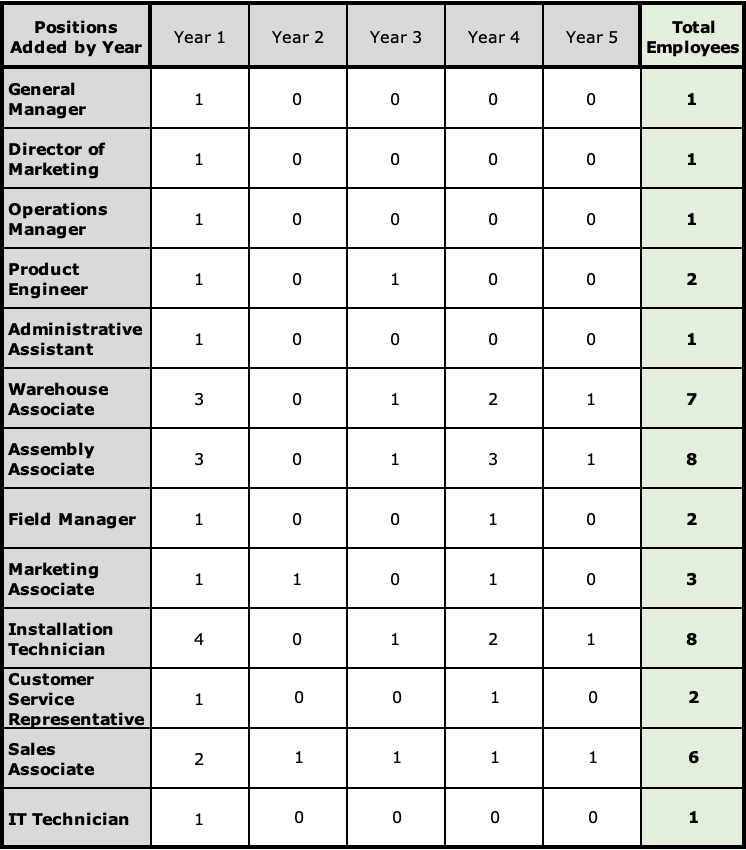 Positions Added by Year Year 1 Year 2 Year 3 Year 4 Year 5 Total Employees
General Manager 1 0 0 0 0 1
Director of Marketing 1 0 0 0 0 1
Operations Manager 1 0 0 0 0 1
Product Engineer 1 0 1 0 0 2
Administrative Assistant 1 0 0 0 0 1
Warehouse Associate 3 0 1 2 1 7
Assembly Associate 3 0 1 3 1 8
Field Manager 1 0 0 1 0 2
Marketing Associate 1 1 0 1 0 3
Installation Technician 4 0 1 2 1 8
Customer Service Representative 1 0 0 1 0 2
Sales Associate 2 1 1 1 1 6
IT Technician 1 0 0 0 0 1